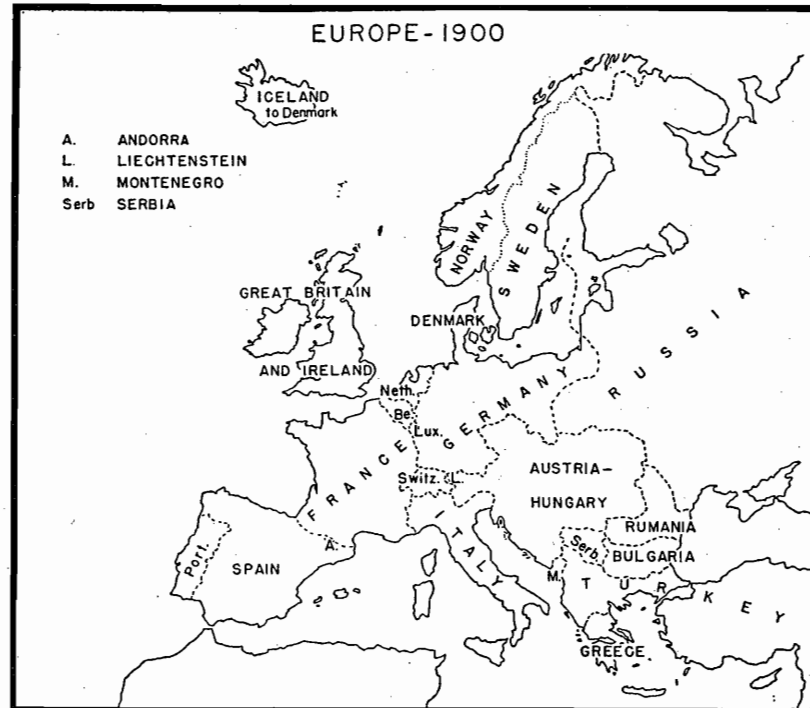 EUROPE-1900
ICELAND
to Denmark
A. ANDORRA
L. LIECHTENSTEIN
M. MONTENEGRO
Serb SERBIA
NORWAY
SWEDEN
GREAT BRITAIN
AND IRELAND
DENMARK
RUSSIA
Neth.
Be.
Lux.
GERMANY
FRANCE
Switz.
L.
AUSTRIA-
HUNGARY
ITALY
RUMANIA
Serb.
BULGARIA
A.
Port.
SPAIN
M.
TURKEY
GREECE